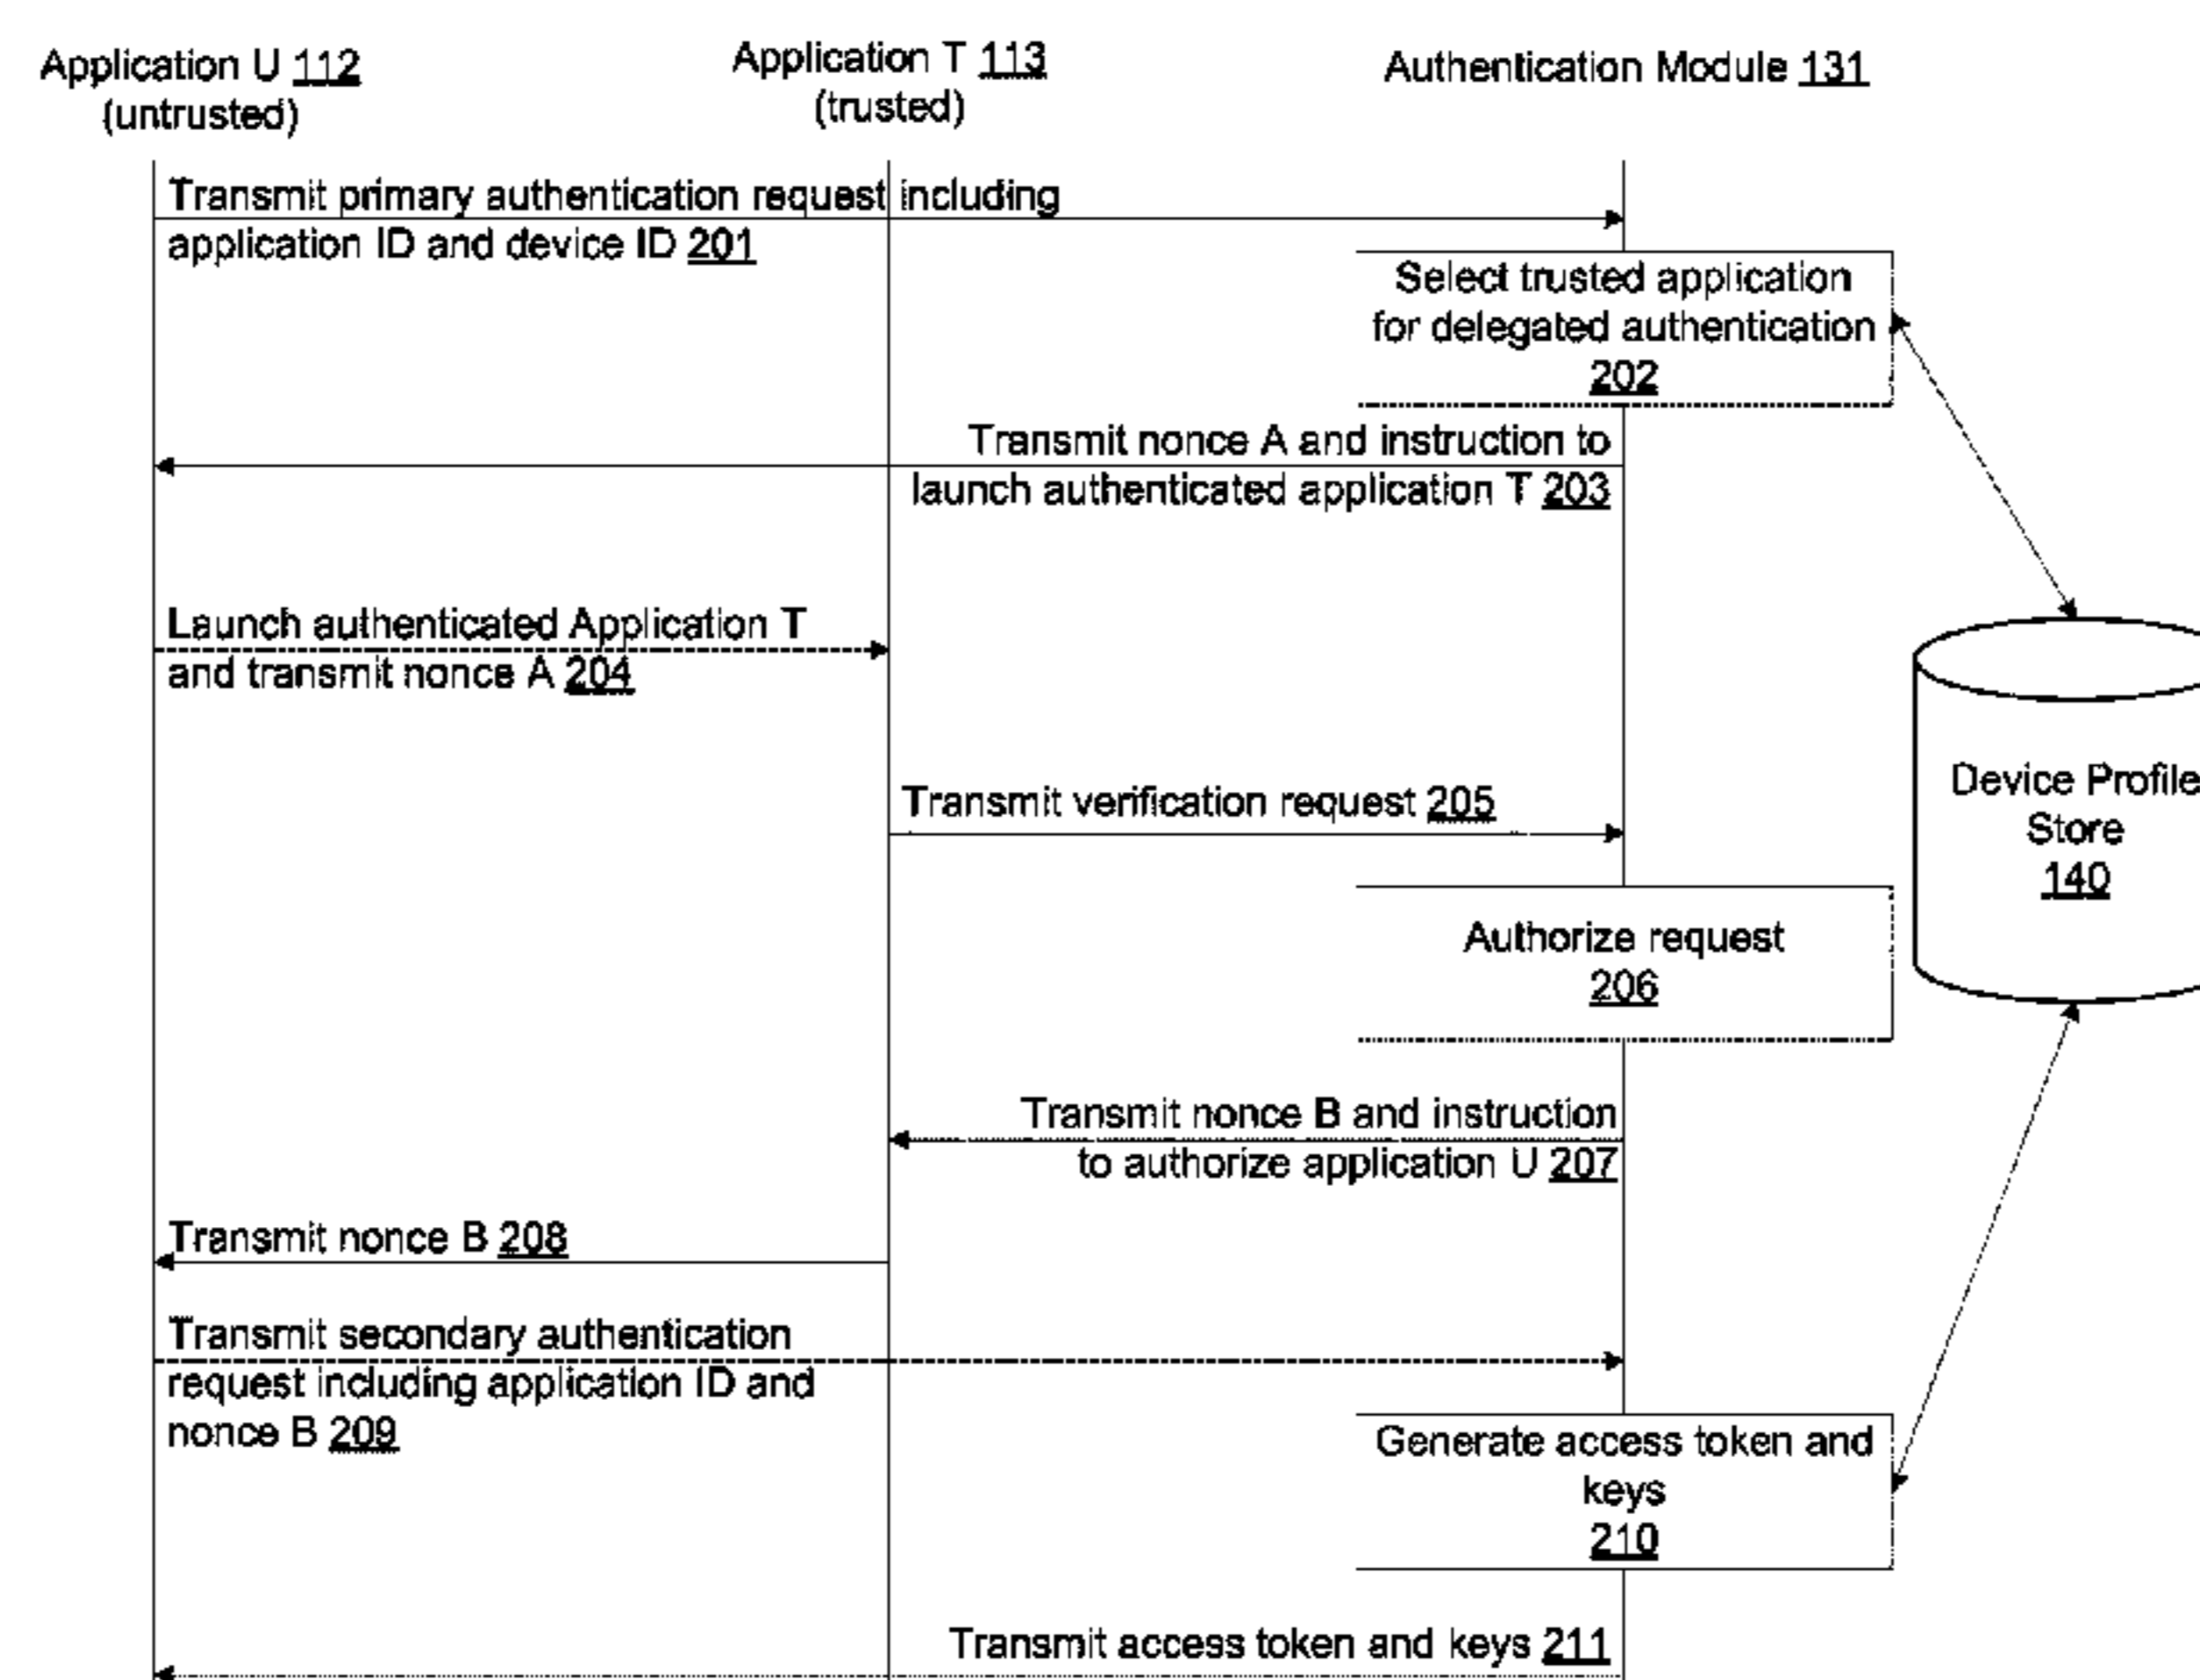 Application U 112
(untrusted)
Application T 113
(trusted)
Authentication Module 131
Transmit primary authentication request including
application ID and device ID 201
Select trusted application
for delegated authentication
202
Transmit nonce A and instruction to
launch authenticated application T 203
Launch authenticated Application T
and transmit nonce A 204
Transmit verification request 205
Device Profile
Store
140
Authorize request
206
Transmit nonce B and instruction
to authorize application U 207
Transmit nonce B 208
Transmit secondary authentication
request including application ID and
nonce B 209
Generate access token and
keys
210
Transmit access token and keys 211